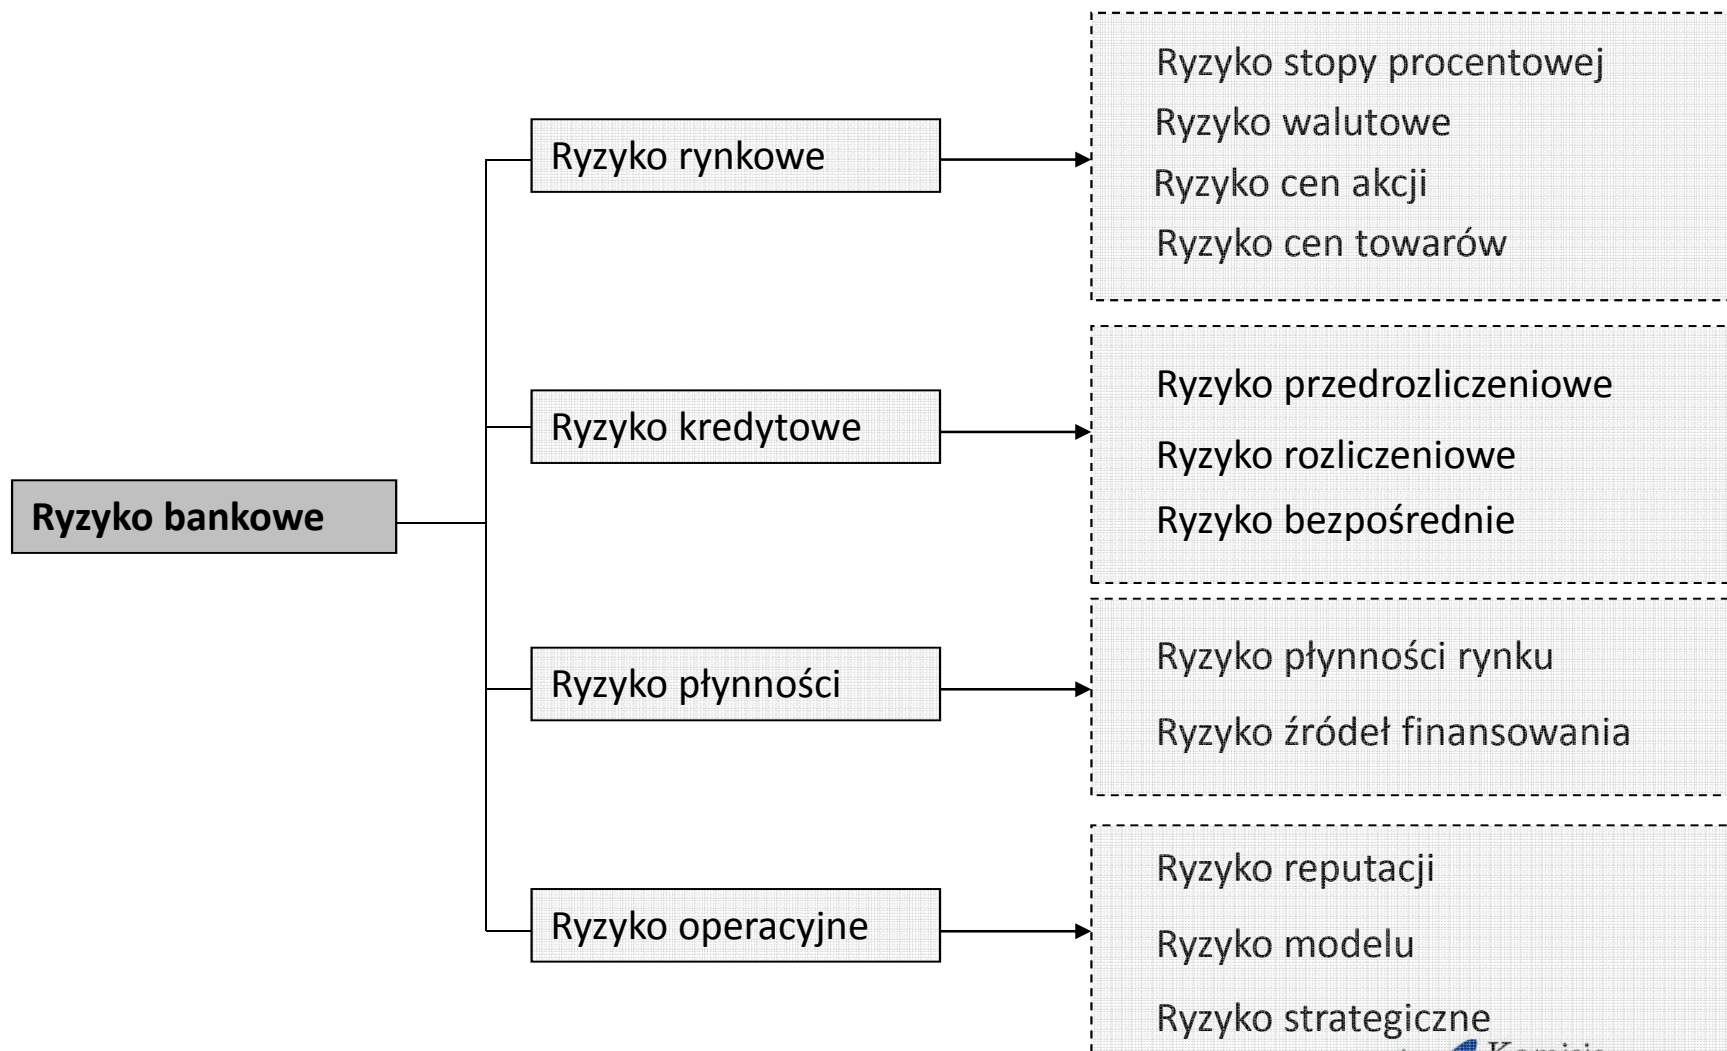 Ryzyko bankowe
Ryzyko rynkowe
Ryzyko stopy procentowej
Ryzyko walutowe
Ryzyko cen akcji
Ryzyko cen towarów
Ryzyko kredytowe
Ryzyko przedrozliczeniowe
Ryzyko rozliczeniowe
Ryzyko bezpośrednie
Ryzyko płynności
Ryzyko płynności rynku
Ryzyko źródeł finansowania
Ryzyko operacyjne
Ryzyko reputacji
Ryzyko modelu
Ryzyko strategiczne